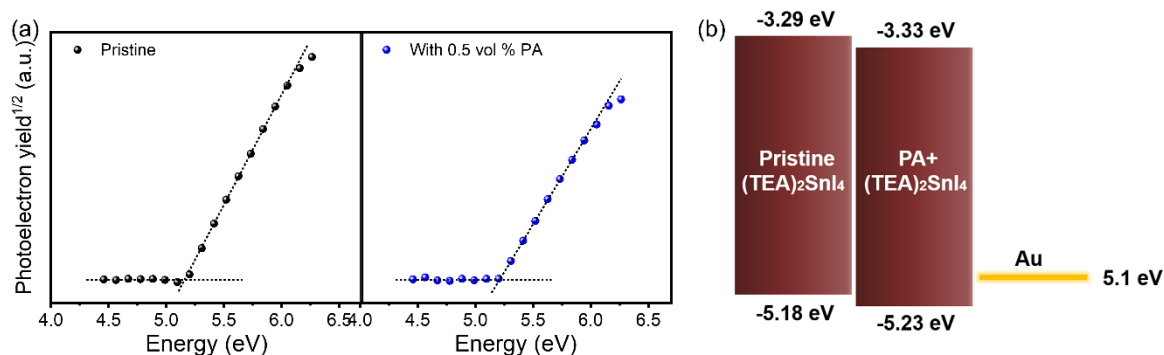 (a)
Photoelectron yield^1/2 (a.u.)
Pristine
With 0.5 vol % PA
4.0 4.5 5.0 5.5 6.0 6.5
4.0 4.5 5.0 5.5 6.0 6.5
Energy (eV)
Energy (eV)
(b)
-3.29 eV
-3.33 eV
Pristine
(TEA)₂SnI₄
PA+
(TEA)₂SnI₄
Au
5.1 eV
-5.18 eV
-5.23 eV